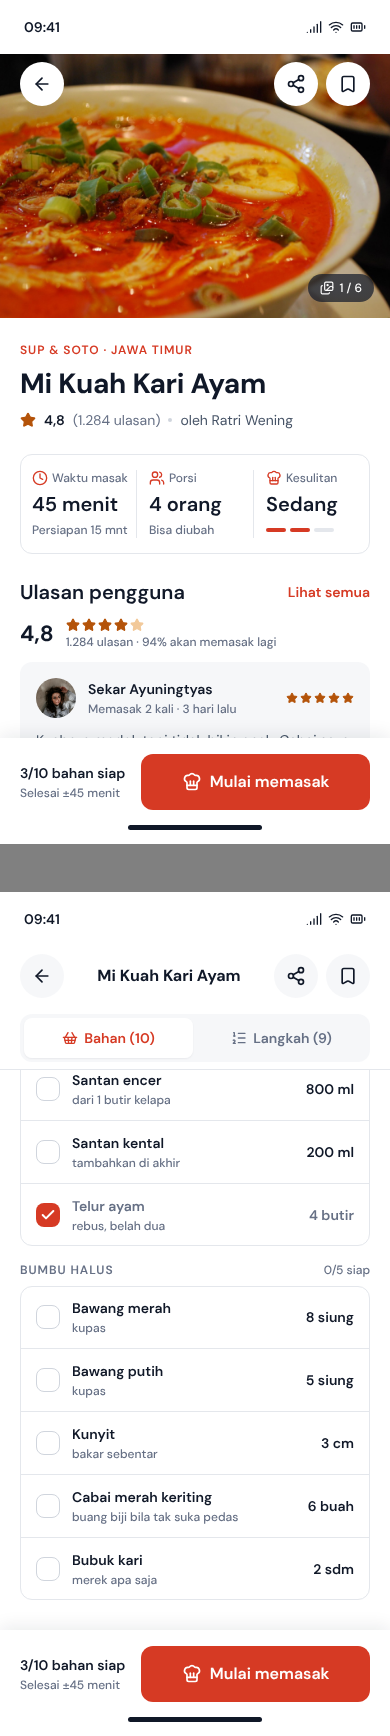 09:41
1 / 6
SUP & SOTO · JAWA TIMUR
Mi Kuah Kari Ayam
4,8 (1.284 ulasan) • oleh Ratri Wening
Waktu masak
45 menit
Persiapan 15 mnt
Porsi
4 orang
Bisa diubah
Kesulitan
Sedang
Ulasan pengguna
Lihat semua
4,8
1.284 ulasan · 94% akan memasak lagi
Sekar Ayuningtyas
Memasak 2 kali · 3 hari lalu
3/10 bahan siap
Selesai ±45 menit
Mulai memasak
09:41
Mi Kuah Kari Ayam
Bahan (10)
Langkah (9)
Santan encer
dari 1 butir kelapa
800 ml
Santan kental
tambahkan di akhir
200 ml
Telur ayam
rebus, belah dua
4 butir
BUMBU HALUS
0/5 siap
Bawang merah
kupas
8 siung
Bawang putih
kupas
5 siung
Kunyit
bakar sebentar
3 cm
Cabai merah keriting
buang biji bila tak suka pedas
6 buah
Bubuk kari
merek apa saja
2 sdm
3/10 bahan siap
Selesai ±45 menit
Mulai memasak